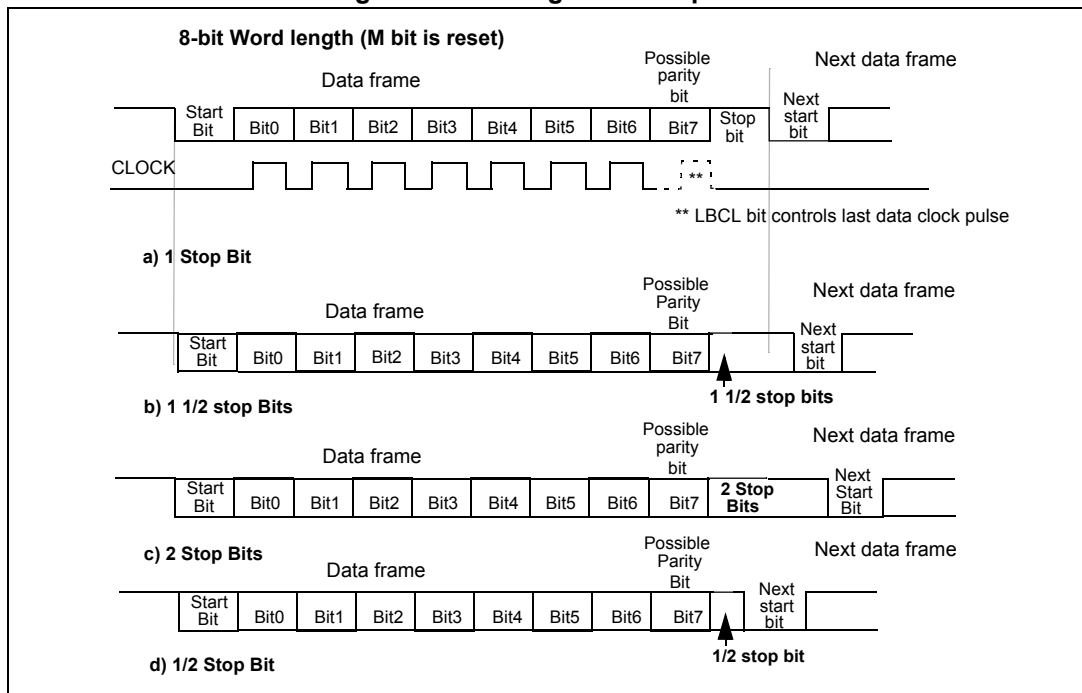 8-bit Word length (M bit is reset)
Possible parity bit
Next data frame
Data frame
Start Bit Bit0 Bit1 Bit2 Bit3 Bit4 Bit5 Bit6 Bit7 Stop bit Next start bit
CLOCK
**
** LBCL bit controls last data clock pulse
a) 1 Stop Bit
Possible Parity Bit
Next data frame
Data frame
Start Bit Bit0 Bit1 Bit2 Bit3 Bit4 Bit5 Bit6 Bit7 Next start bit
1 1/2 stop bits
b) 1 1/2 stop Bits
Possible parity bit
Next data frame
Data frame
Start Bit Bit0 Bit1 Bit2 Bit3 Bit4 Bit5 Bit6 Bit7 2 Stop Bits Next Start Bit
c) 2 Stop Bits
Possible Parity Bit
Next data frame
Data frame
Start Bit Bit0 Bit1 Bit2 Bit3 Bit4 Bit5 Bit6 Bit7 Next start bit
1/2 stop bit
d) 1/2 Stop Bit